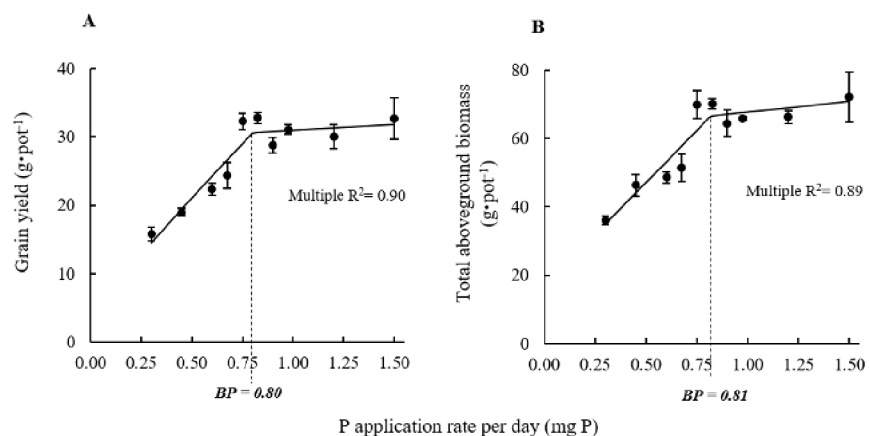 A
Grain yield (g•pot-1)
40
30
20
10
0
0.00 0.25 0.50 0.75 1.00 1.25 1.50
Multiple R2= 0.90
BP = 0.80
B
Total aboveground biomass
(g•pot-1)
80
60
40
20
0
0.00 0.25 0.50 0.75 1.00 1.25 1.50
Multiple R2= 0.89
BP = 0.81
P application rate per day (mg P)